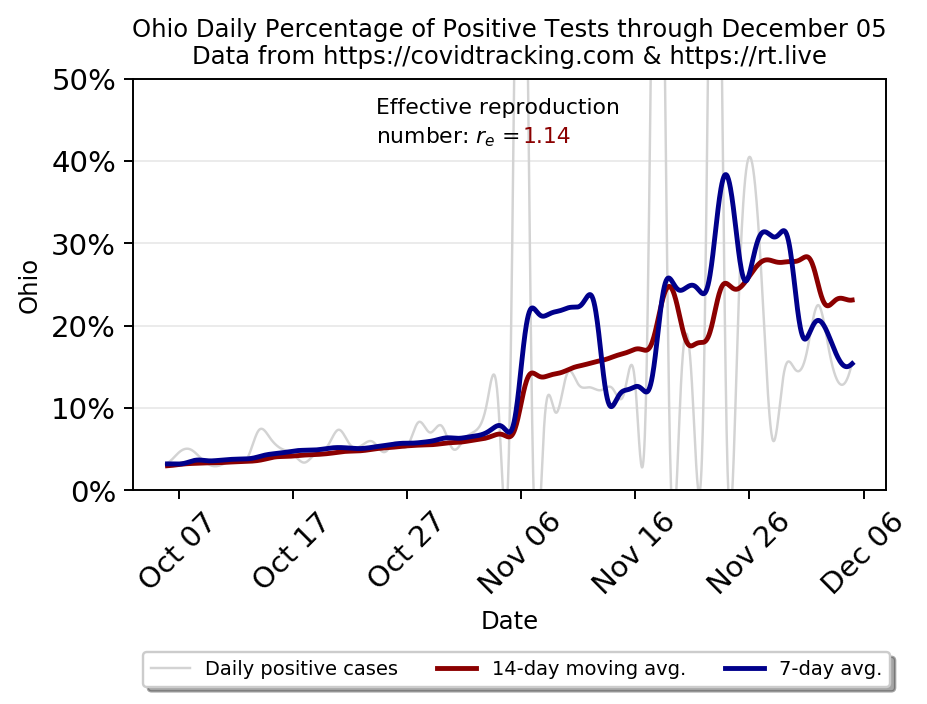 Ohio Daily Percentage of Positive Tests through December 05
Data from https://covidtracking.com & https://rt.live
50%
40%
30%
20%
10%
0%
Effective reproduction
number: rₑ =1.14
Ohio
Oct 07
Oct 17
Oct 27
Nov 06
Nov 16
Nov 26
Dec 06
Date
Daily positive cases
14-day moving avg.
7-day avg.